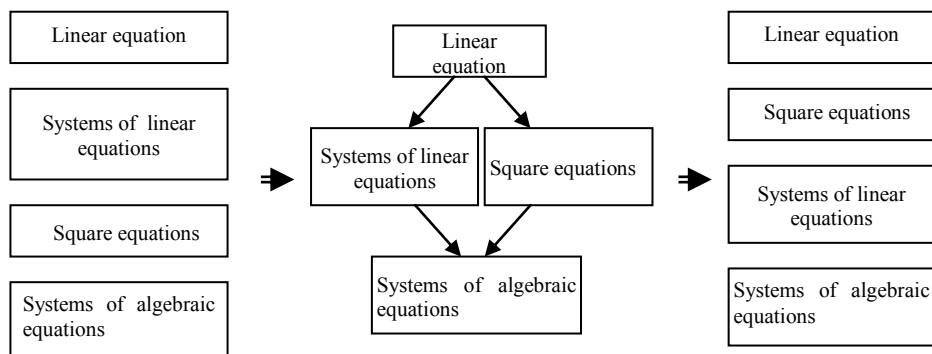 Linear equation
Systems of linear
equations
Square equations
Systems of algebraic
equations
Linear
equation
Systems of linear
equations
Square equations
Systems of algebraic
equations
Linear equation
Square equations
Systems of linear
equations
Systems of algebraic
equations